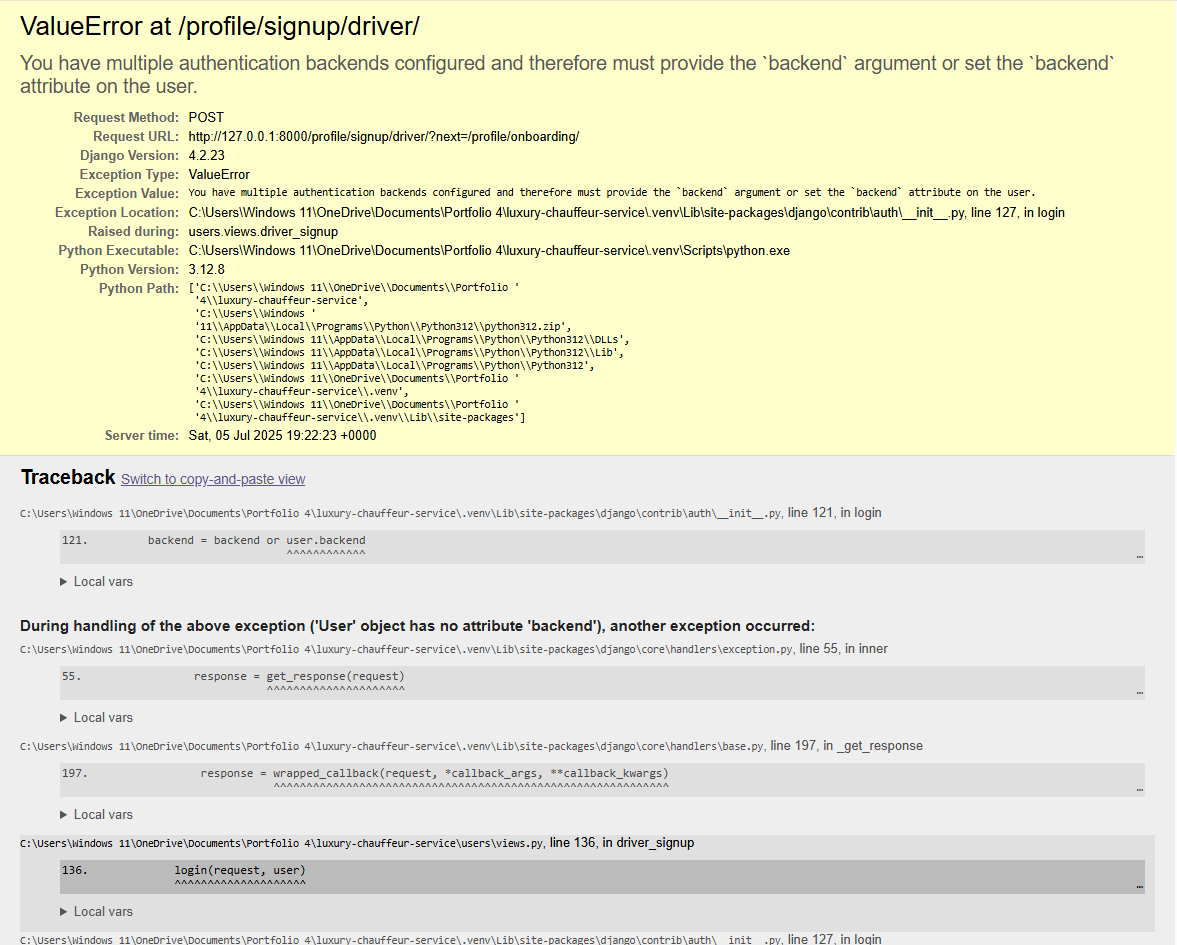 ValueError at /profile/signup/driver/
You have multiple authentication backends configured and therefore must provide the `backend` argument or set the `backend`
attribute on the user.
Request Method: POST
Request URL: http://127.0.0.1:8000/profile/signup/driver/?next=/profile/onboarding/
Django Version: 4.2.23
Exception Type: ValueError
Exception Value: You have multiple authentication backends configured and therefore must provide the `backend` argument or set the `backend` attribute on the user.
Exception Location: C:\Users\Windows 11\OneDrive\Documents\Portfolio 4\luxury-chauffeur-service\.venv\Lib\site-packages\django\contrib\auth\__init__.py, line 127, in login
Raised during: users.views.driver_signup
Python Executable: C:\Users\Windows 11\OneDrive\Documents\Portfolio 4\luxury-chauffeur-service\.venv\Scripts\python.exe
Python Version: 3.12.8
Python Path: ['C:\\Users\\Windows 11\\OneDrive\\Documents\\Portfolio '
'4\\luxury-chauffeur-service',
'C:\\Users\\Windows '
'11\\AppData\\Local\\Programs\\Python\\Python312\\python312.zip',
'C:\\Users\\Windows 11\\AppData\\Local\\Programs\\Python\\Python312\\DLLs',
'C:\\Users\\Windows 11\\AppData\\Local\\Programs\\Python\\Python312\\Lib',
'C:\\Users\\Windows 11\\AppData\\Local\\Programs\\Python\\Python312',
'C:\\Users\\Windows 11\\OneDrive\\Documents\\Portfolio '
'4\\luxury-chauffeur-service\\.venv',
'C:\\Users\\Windows 11\\OneDrive\\Documents\\Portfolio '
'4\\luxury-chauffeur-service\\.venv\\Lib\\site-packages']
Server time: Sat, 05 Jul 2025 19:22:23 +0000
Traceback Switch to copy-and-paste view
C:\Users\Windows 11\OneDrive\Documents\Portfolio 4\luxury-chauffeur-service\.venv\Lib\site-packages\django\contrib\auth\__init__.py, line 121, in login
121. backend = backend or user.backend
^^^^^^^^^^^^
…
▶ Local vars
During handling of the above exception ('User' object has no attribute 'backend'), another exception occurred:
C:\Users\Windows 11\OneDrive\Documents\Portfolio 4\luxury-chauffeur-service\.venv\Lib\site-packages\django\core\handlers\exception.py, line 55, in inner
55. response = get_response(request)
^^^^^^^^^^^^^^^^^^^^^
…
▶ Local vars
C:\Users\Windows 11\OneDrive\Documents\Portfolio 4\luxury-chauffeur-service\.venv\Lib\site-packages\django\core\handlers\base.py, line 197, in _get_response
197. response = wrapped_callback(request, *callback_args, **callback_kwargs)
^^^^^^^^^^^^^^^^^^^^^^^^^^^^^^^^^^^^^^^^^^^^^^^^^^^^^^^^^^^^
…
▶ Local vars
C:\Users\Windows 11\OneDrive\Documents\Portfolio 4\luxury-chauffeur-service\users\views.py, line 136, in driver_signup
136. login(request, user)
^^^^^^^^^^^^^^^^^^^^
…
▶ Local vars
C:\Users\Windows 11\OneDrive\Documents\Portfolio 4\luxury-chauffeur-service\.venv\Lib\site-packages\django\contrib\auth\__init__.py, line 127, in login